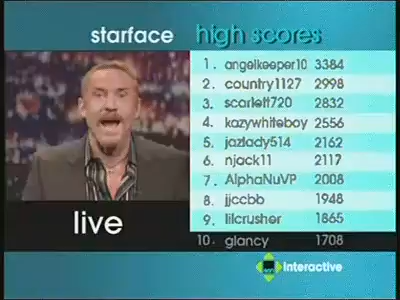 starface high scores
1. angelkeeper10 3384
2. country1127 2998
3. scarlett720 2832
4. kazywhiteboy 2556
5. jazlady514 2162
6. njack11 2117
7. AlphaNuVP 2008
8. jjccbb 1948
9. lilcrusher 1865
10. glancy 1708
live
Interactive